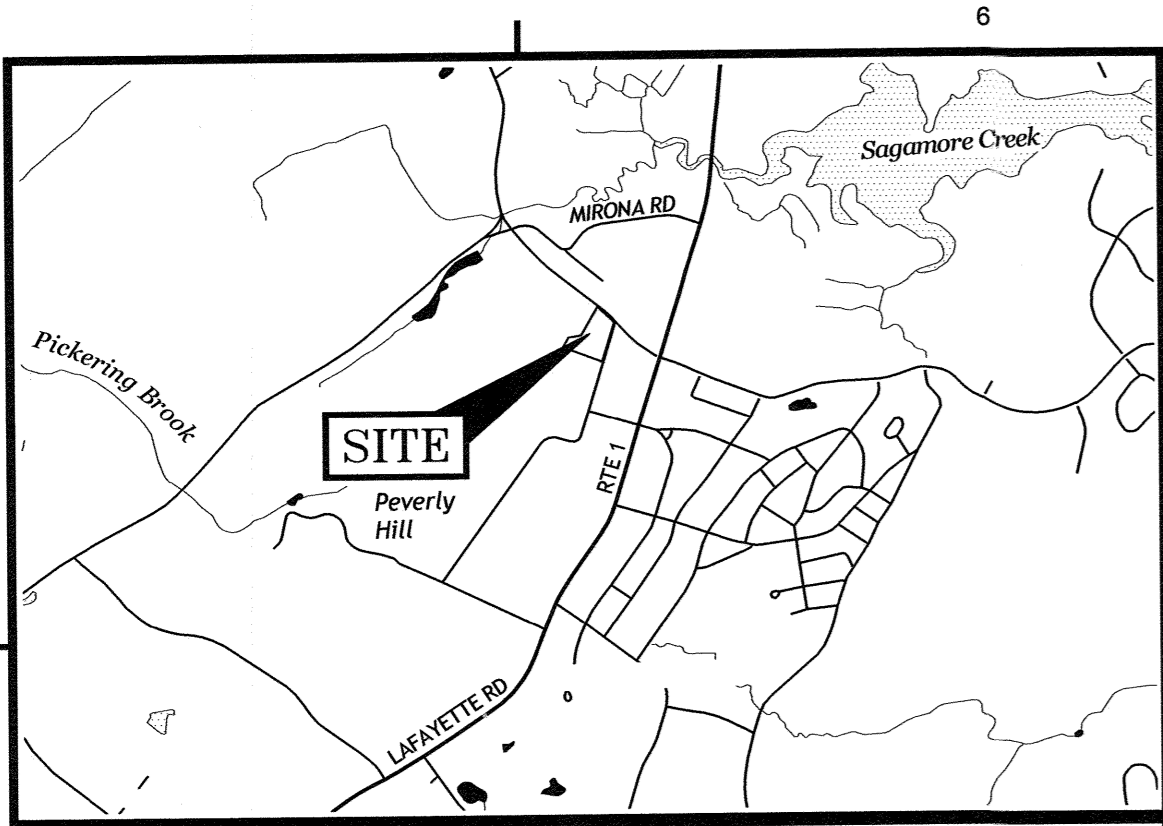 6
Sagamore Creek
MIRONA RD
Pickering Brook
SITE
RTE 1
Peverly
Hill
LAFAYETTE RD